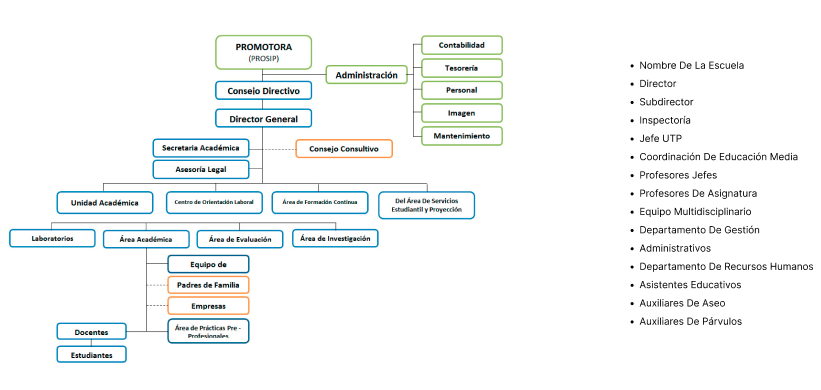 PROMOTORA
(PROSIP)
Administración
Contabilidad
Tesorería
Personal
Imagen
Mantenimiento
Consejo Directivo
Director General
Secretaria Académica
Consejo Consultivo
Asesoría Legal
Unidad Académica
Centro de Orientación Laboral
Área de Formación Continua
Del Área De Servicios
Estudiantil y Proyección
Laboratorios
Área Académica
Área de Evaluación
Área de Investigación
Equipo de
Padres de Familia
Empresas
Área de Prácticas Pre -
Profesionales
Docentes
Estudiantes
• Nombre De La Escuela
• Director
• Subdirector
• Inspectoría
• Jefe UTP
• Coordinación De Educación Media
• Profesores Jefes
• Profesores De Asignatura
• Equipo Multidisciplinario
• Departamento De Gestión
• Administrativos
• Departamento De Recursos Humanos
• Asistentes Educativos
• Auxiliares De Aseo
• Auxiliares De Párvulos